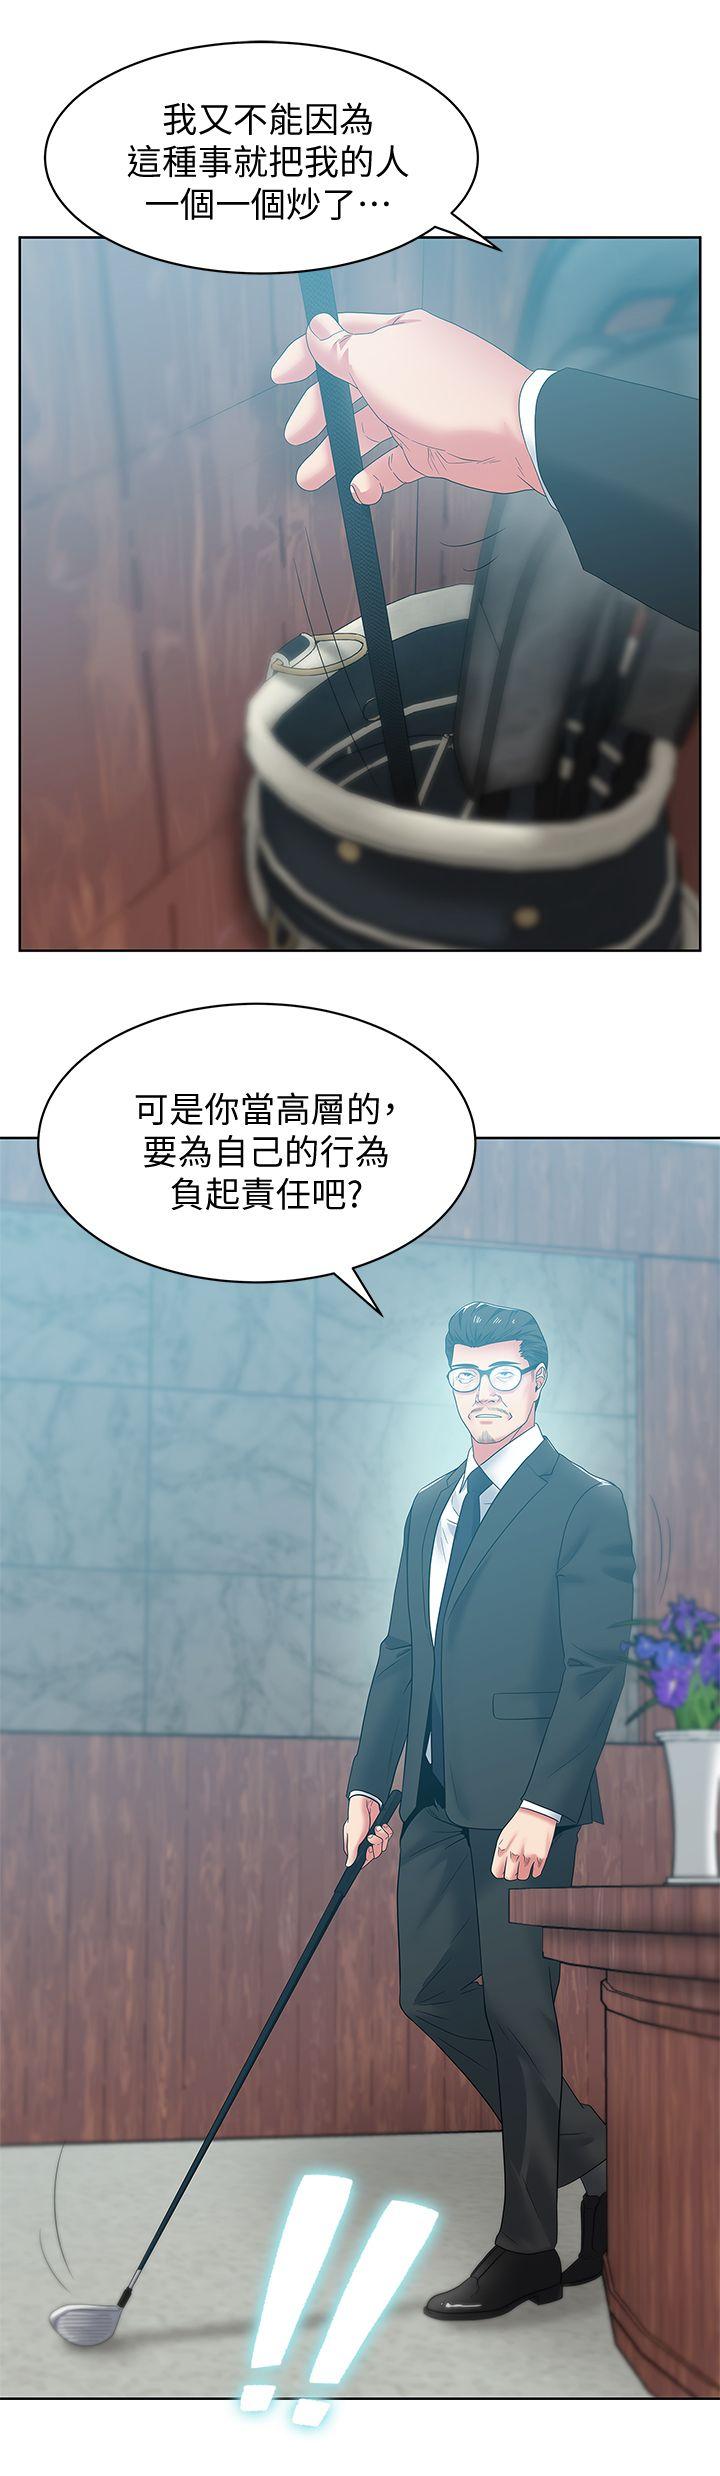 我又不能因為
這種事就把我的人
一個一個炒了…
可是你當高層的，
要為自己的行為
負起責任吧？
!!